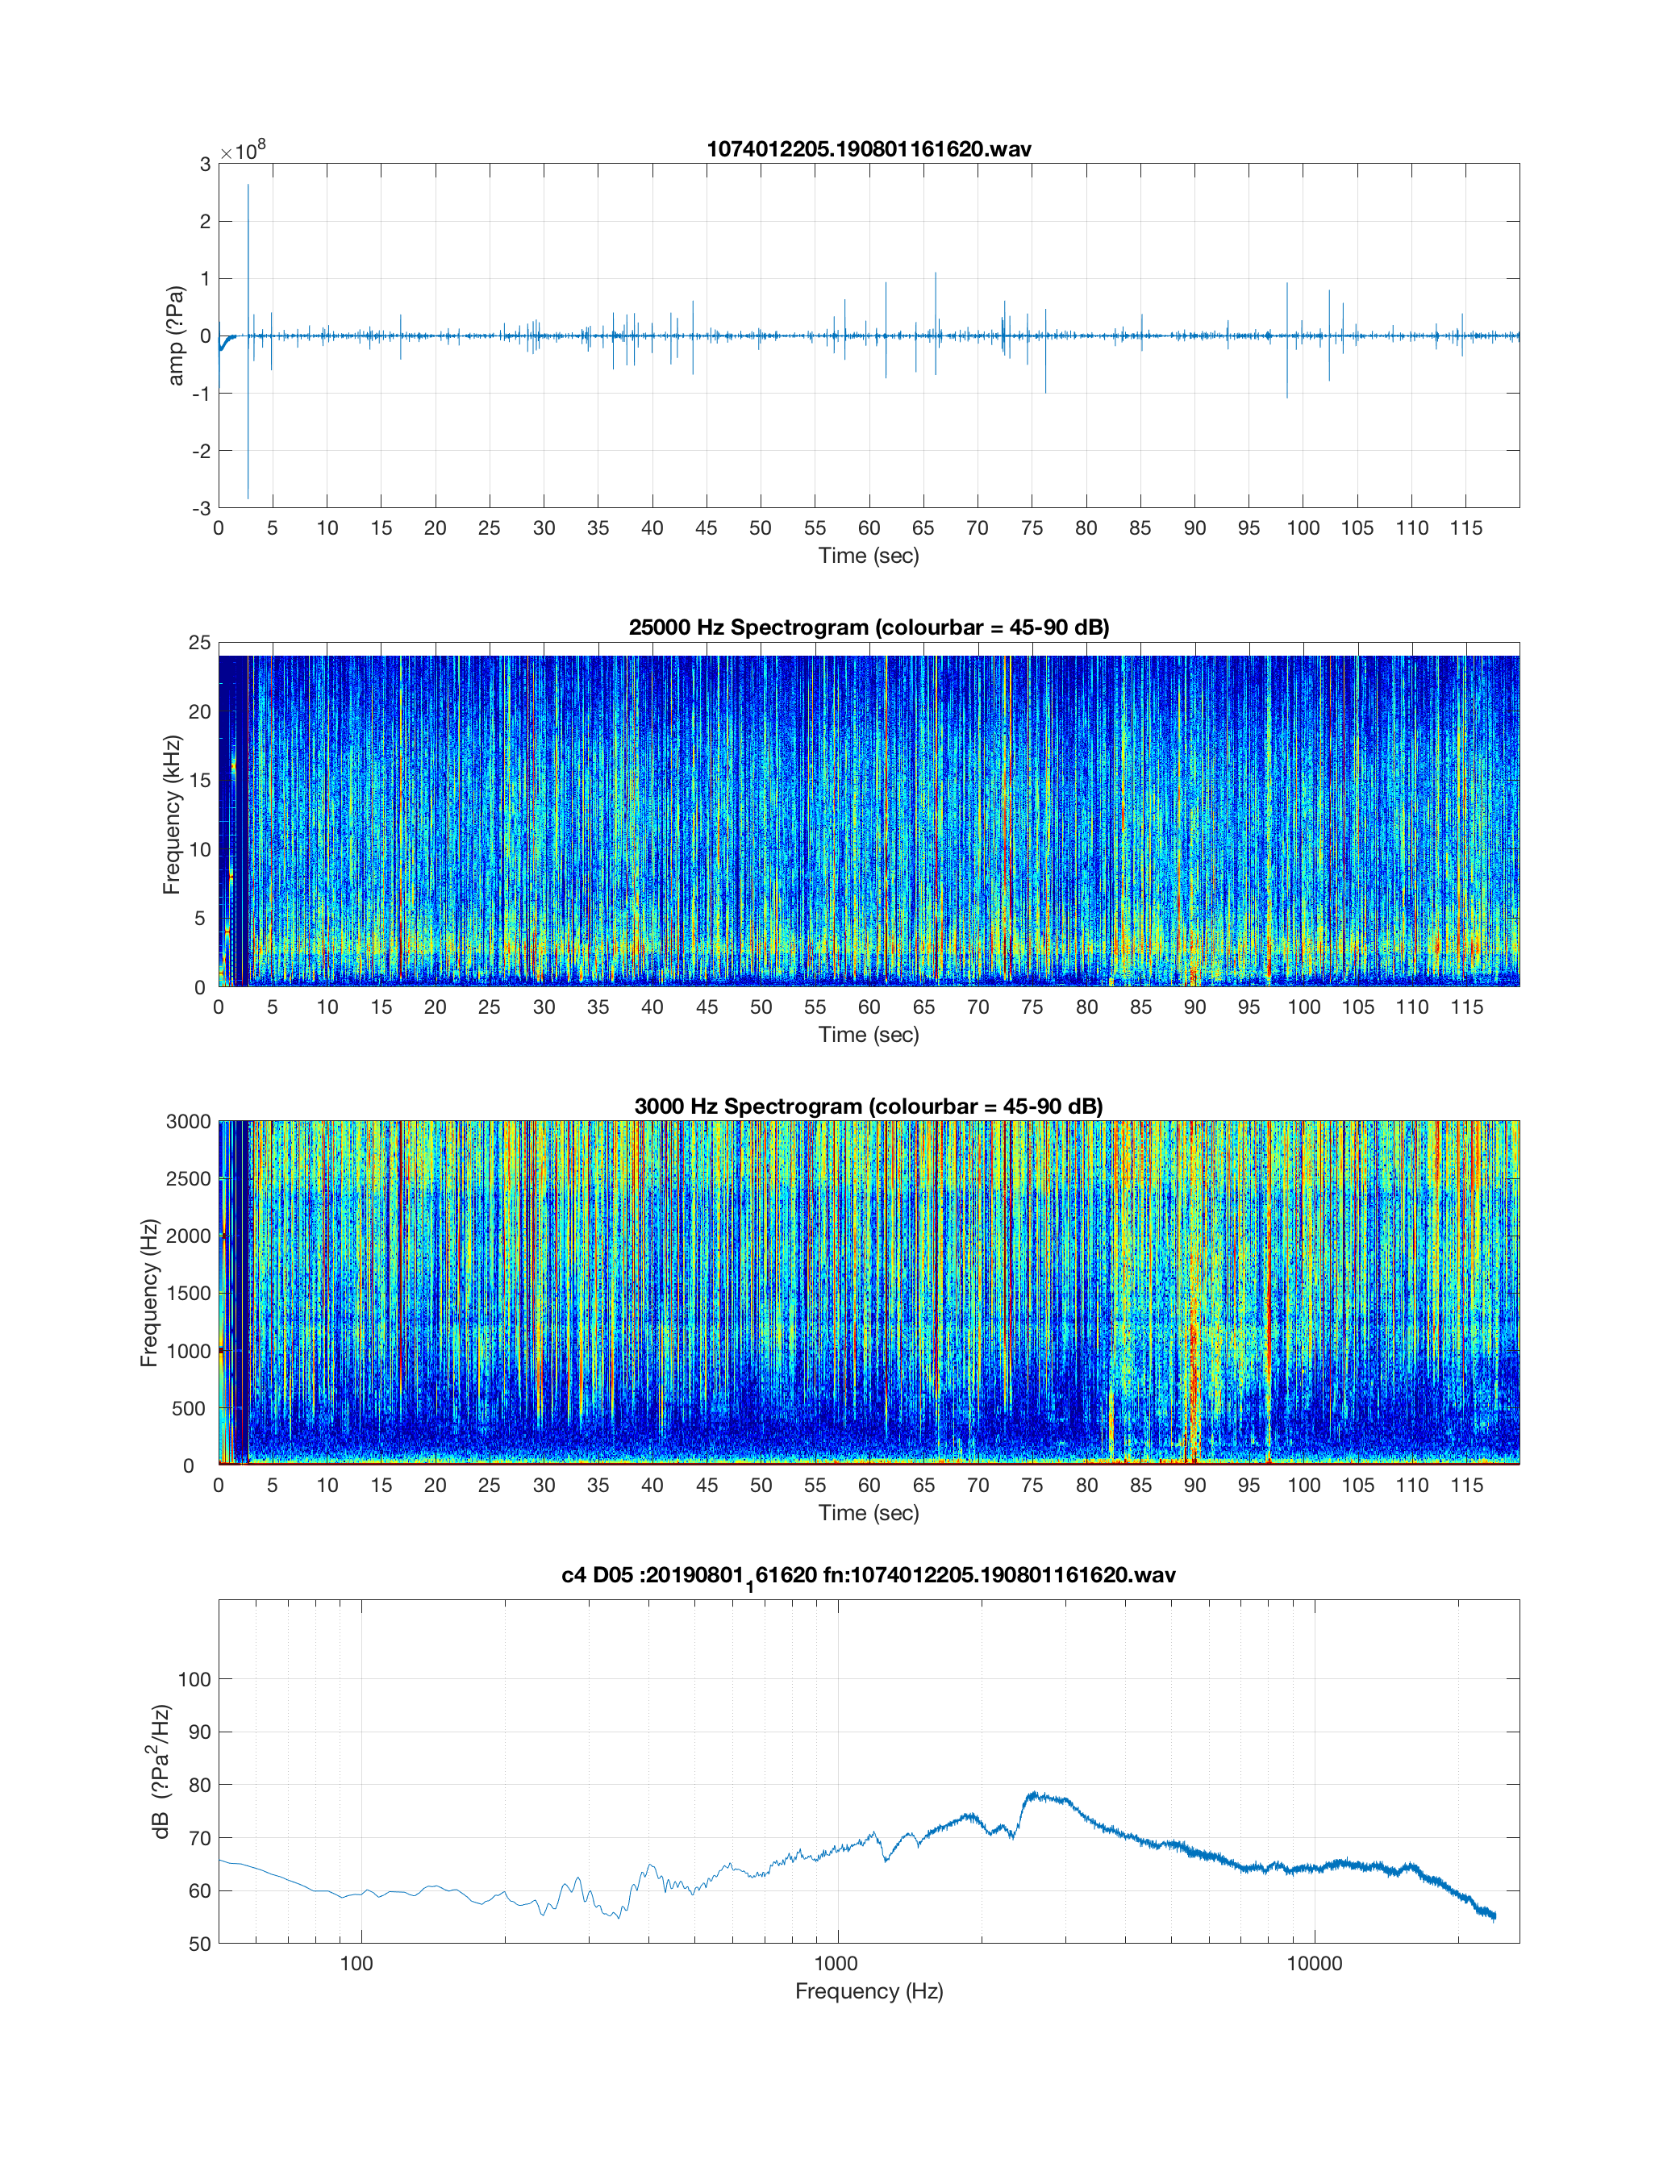 1074012205.190801161620.wav
×10⁸
3
2
1
0
-1
-2
-3
amp (?Pa)
0 5 10 15 20 25 30 35 40 45 50 55 60 65 70 75 80 85 90 95 100 105 110 115
Time (sec)
25000 Hz Spectrogram (colourbar = 45-90 dB)
25
20
15
10
5
0
Frequency (kHz)
0 5 10 15 20 25 30 35 40 45 50 55 60 65 70 75 80 85 90 95 100 105 110 115
Time (sec)
3000 Hz Spectrogram (colourbar = 45-90 dB)
3000
2500
2000
1500
1000
500
0
Frequency (Hz)
0 5 10 15 20 25 30 35 40 45 50 55 60 65 70 75 80 85 90 95 100 105 110 115
Time (sec)
c4 D05 :20190801₁61620 fn:1074012205.190801161620.wav
100
90
80
70
60
50
dB (?Pa²/Hz)
100 1000 10000
Frequency (Hz)